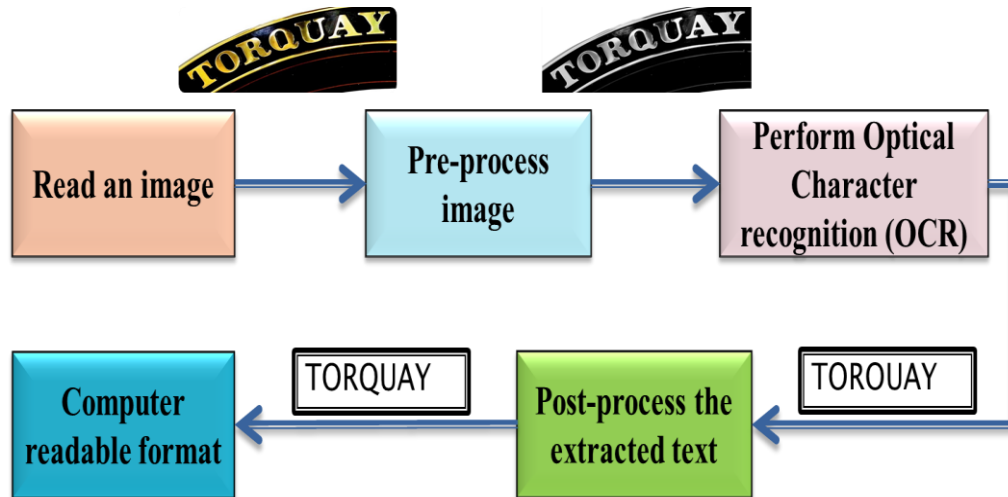 TORQUAY
TORQUAY
Read an image
Pre-process
image
Perform Optical
Character
recognition (OCR)
Computer
readable format
TORQUAY
Post-process the
extracted text
TOROUAY